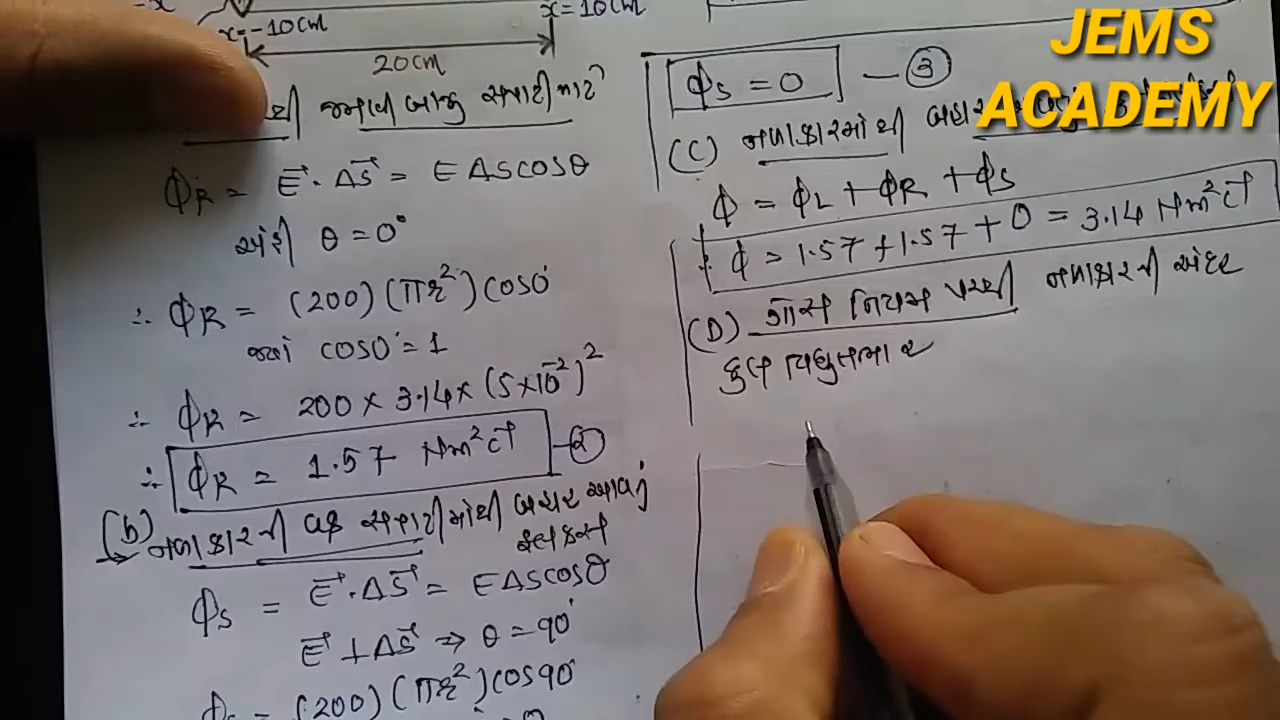 x=-10cm
x=10cm
20cm
જમણી બાજુ સપાટી માટે
ΦR = E⃗·ΔS⃗ = EΔScosθ
અહીં θ = 0°
∴ ΦR = (200)(πr²)cos0°
જ્યાં cos0° = 1
∴ ΦR = 200 × 3.14 × (5×10⁻²)²
∴ ΦR = 1.57 Nm²C⁻¹ —②
(b) નળાકારની વક્ર સપાટીમાંથી બહાર આવતું
ફ્લક્સ
Φs = E⃗·ΔS⃗ = EΔScosθ
E⃗ ⊥ ΔS⃗ ⇒ θ = 90°
Φs = (200)(πr²)cos90°
Φs = 0 —③
(C) નળાકારમાંથી બહાર
Φ = ΦL + ΦR + Φs
∴ Φ = 1.57 + 1.57 + 0 = 3.14 Nm²C⁻¹
(D) ગૉસ નિયમ પરથી નળાકારની અંદર
કુલ વિદ્યુતભાર
JEMS
ACADEMY